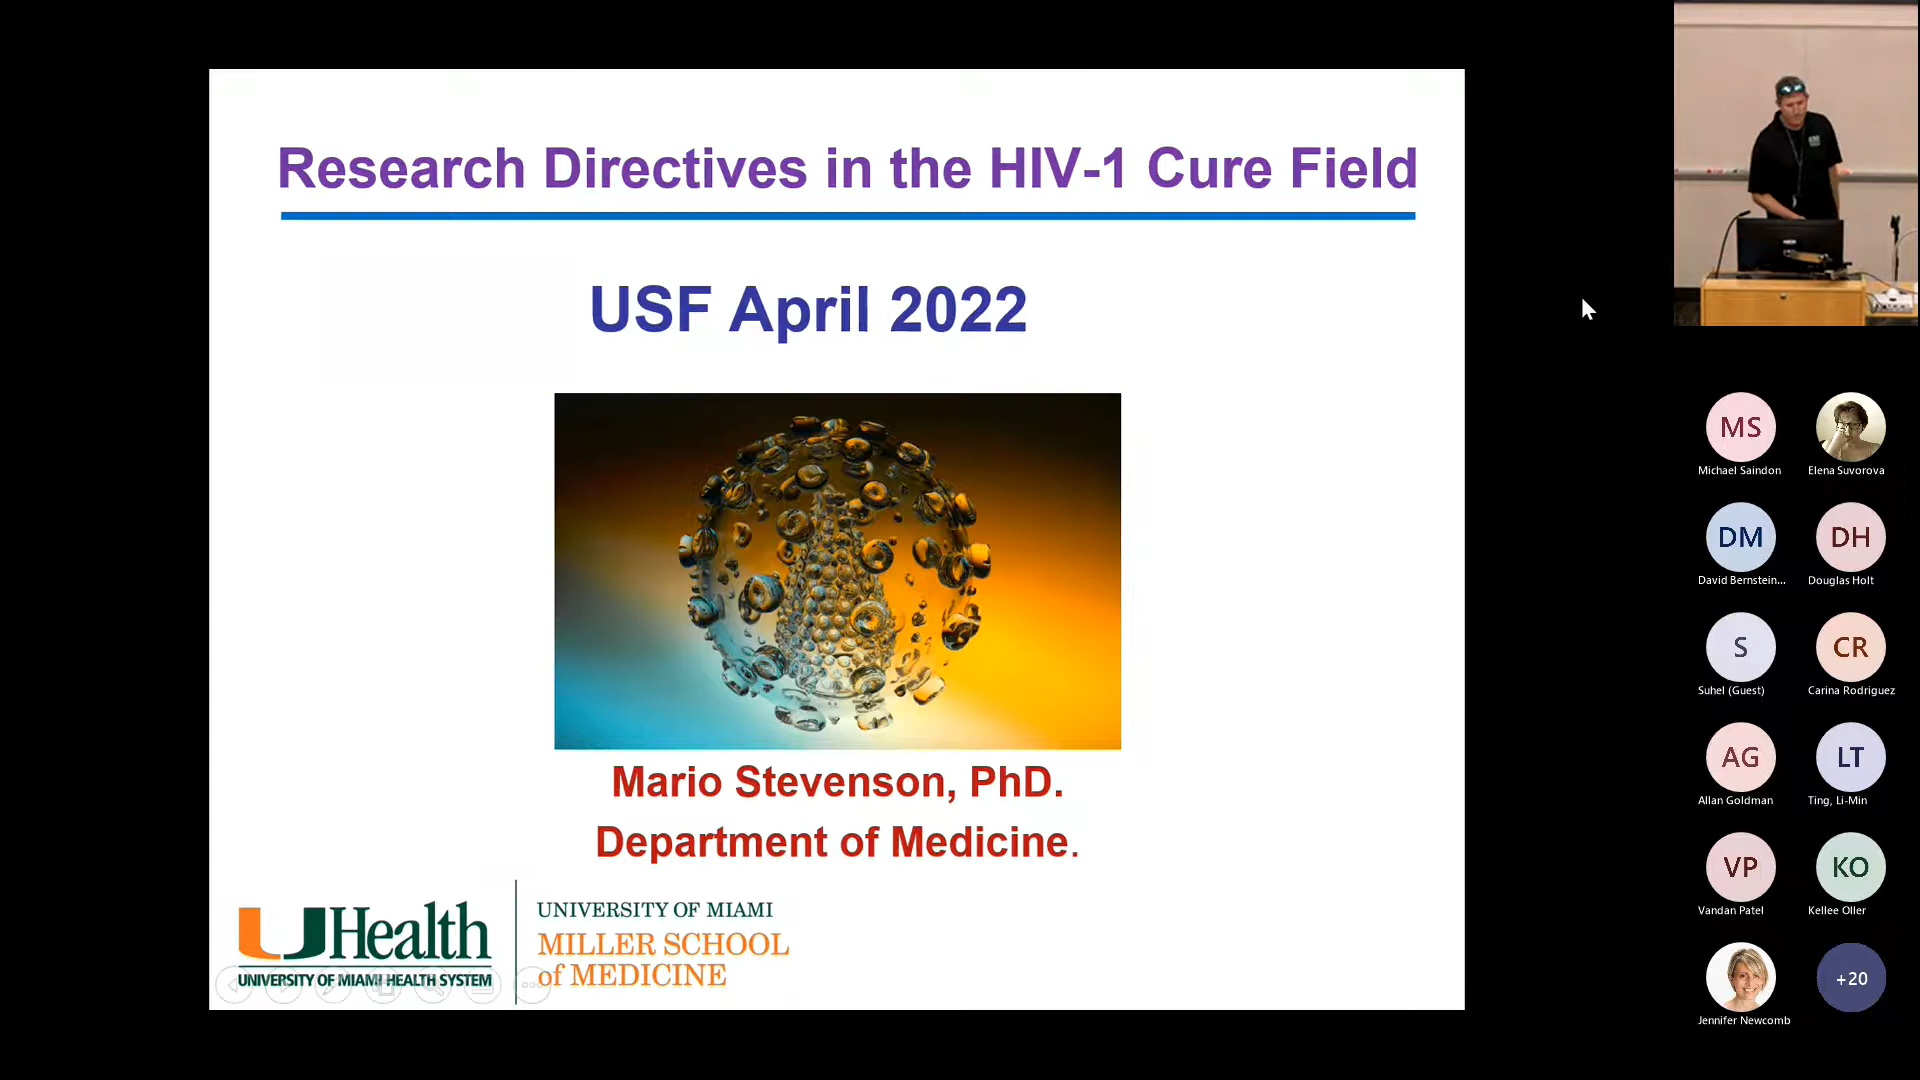 Research Directives in the HIV-1 Cure Field
USF April 2022
Mario Stevenson, PhD.
Department of Medicine.
UHealth
UNIVERSITY OF MIAMI HEALTH SYSTEM
UNIVERSITY OF MIAMI
MILLER SCHOOL
of MEDICINE
MS
Michael Saindon
Elena Suvorova
DM
David Bernstein...
DH
Douglas Holt
S
Suhel (Guest)
CR
Carina Rodriguez
AG
Allan Goldman
LT
Ting, Li-Min
VP
Vandan Patel
KO
Kellee Oller
Jennifer Newcomb
+20